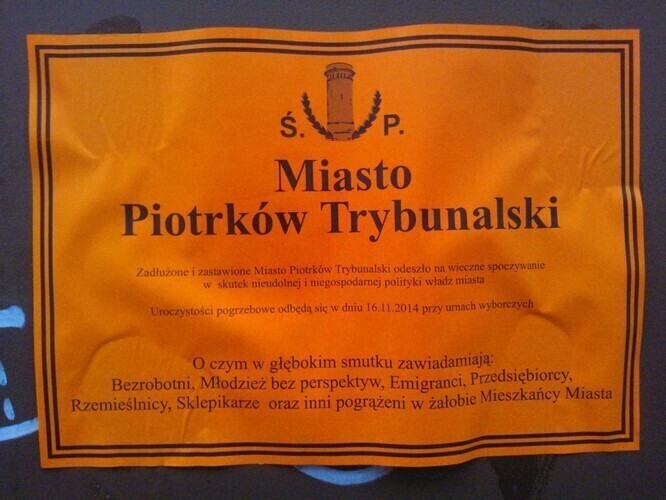 Ś. P.
Miasto
Piotrków Trybunalski
Zadłużone i zastawione Miasto Piotrków Trybunalski odeszło na wieczne spoczywanie
w skutek nieudolnej i niegospodarnej polityki władz miasta
Uroczystości pogrzebowe odbędą się w dniu 16.11.2014 przy urnach wyborczych
O czym w głębokim smutku zawiadamiają:
Bezrobotni, Młodzież bez perspektyw, Emigranci, Przedsiębiorcy,
Rzemieślnicy, Sklepikarze oraz inni pogrążeni w żałobie Mieszkańcy Miasta